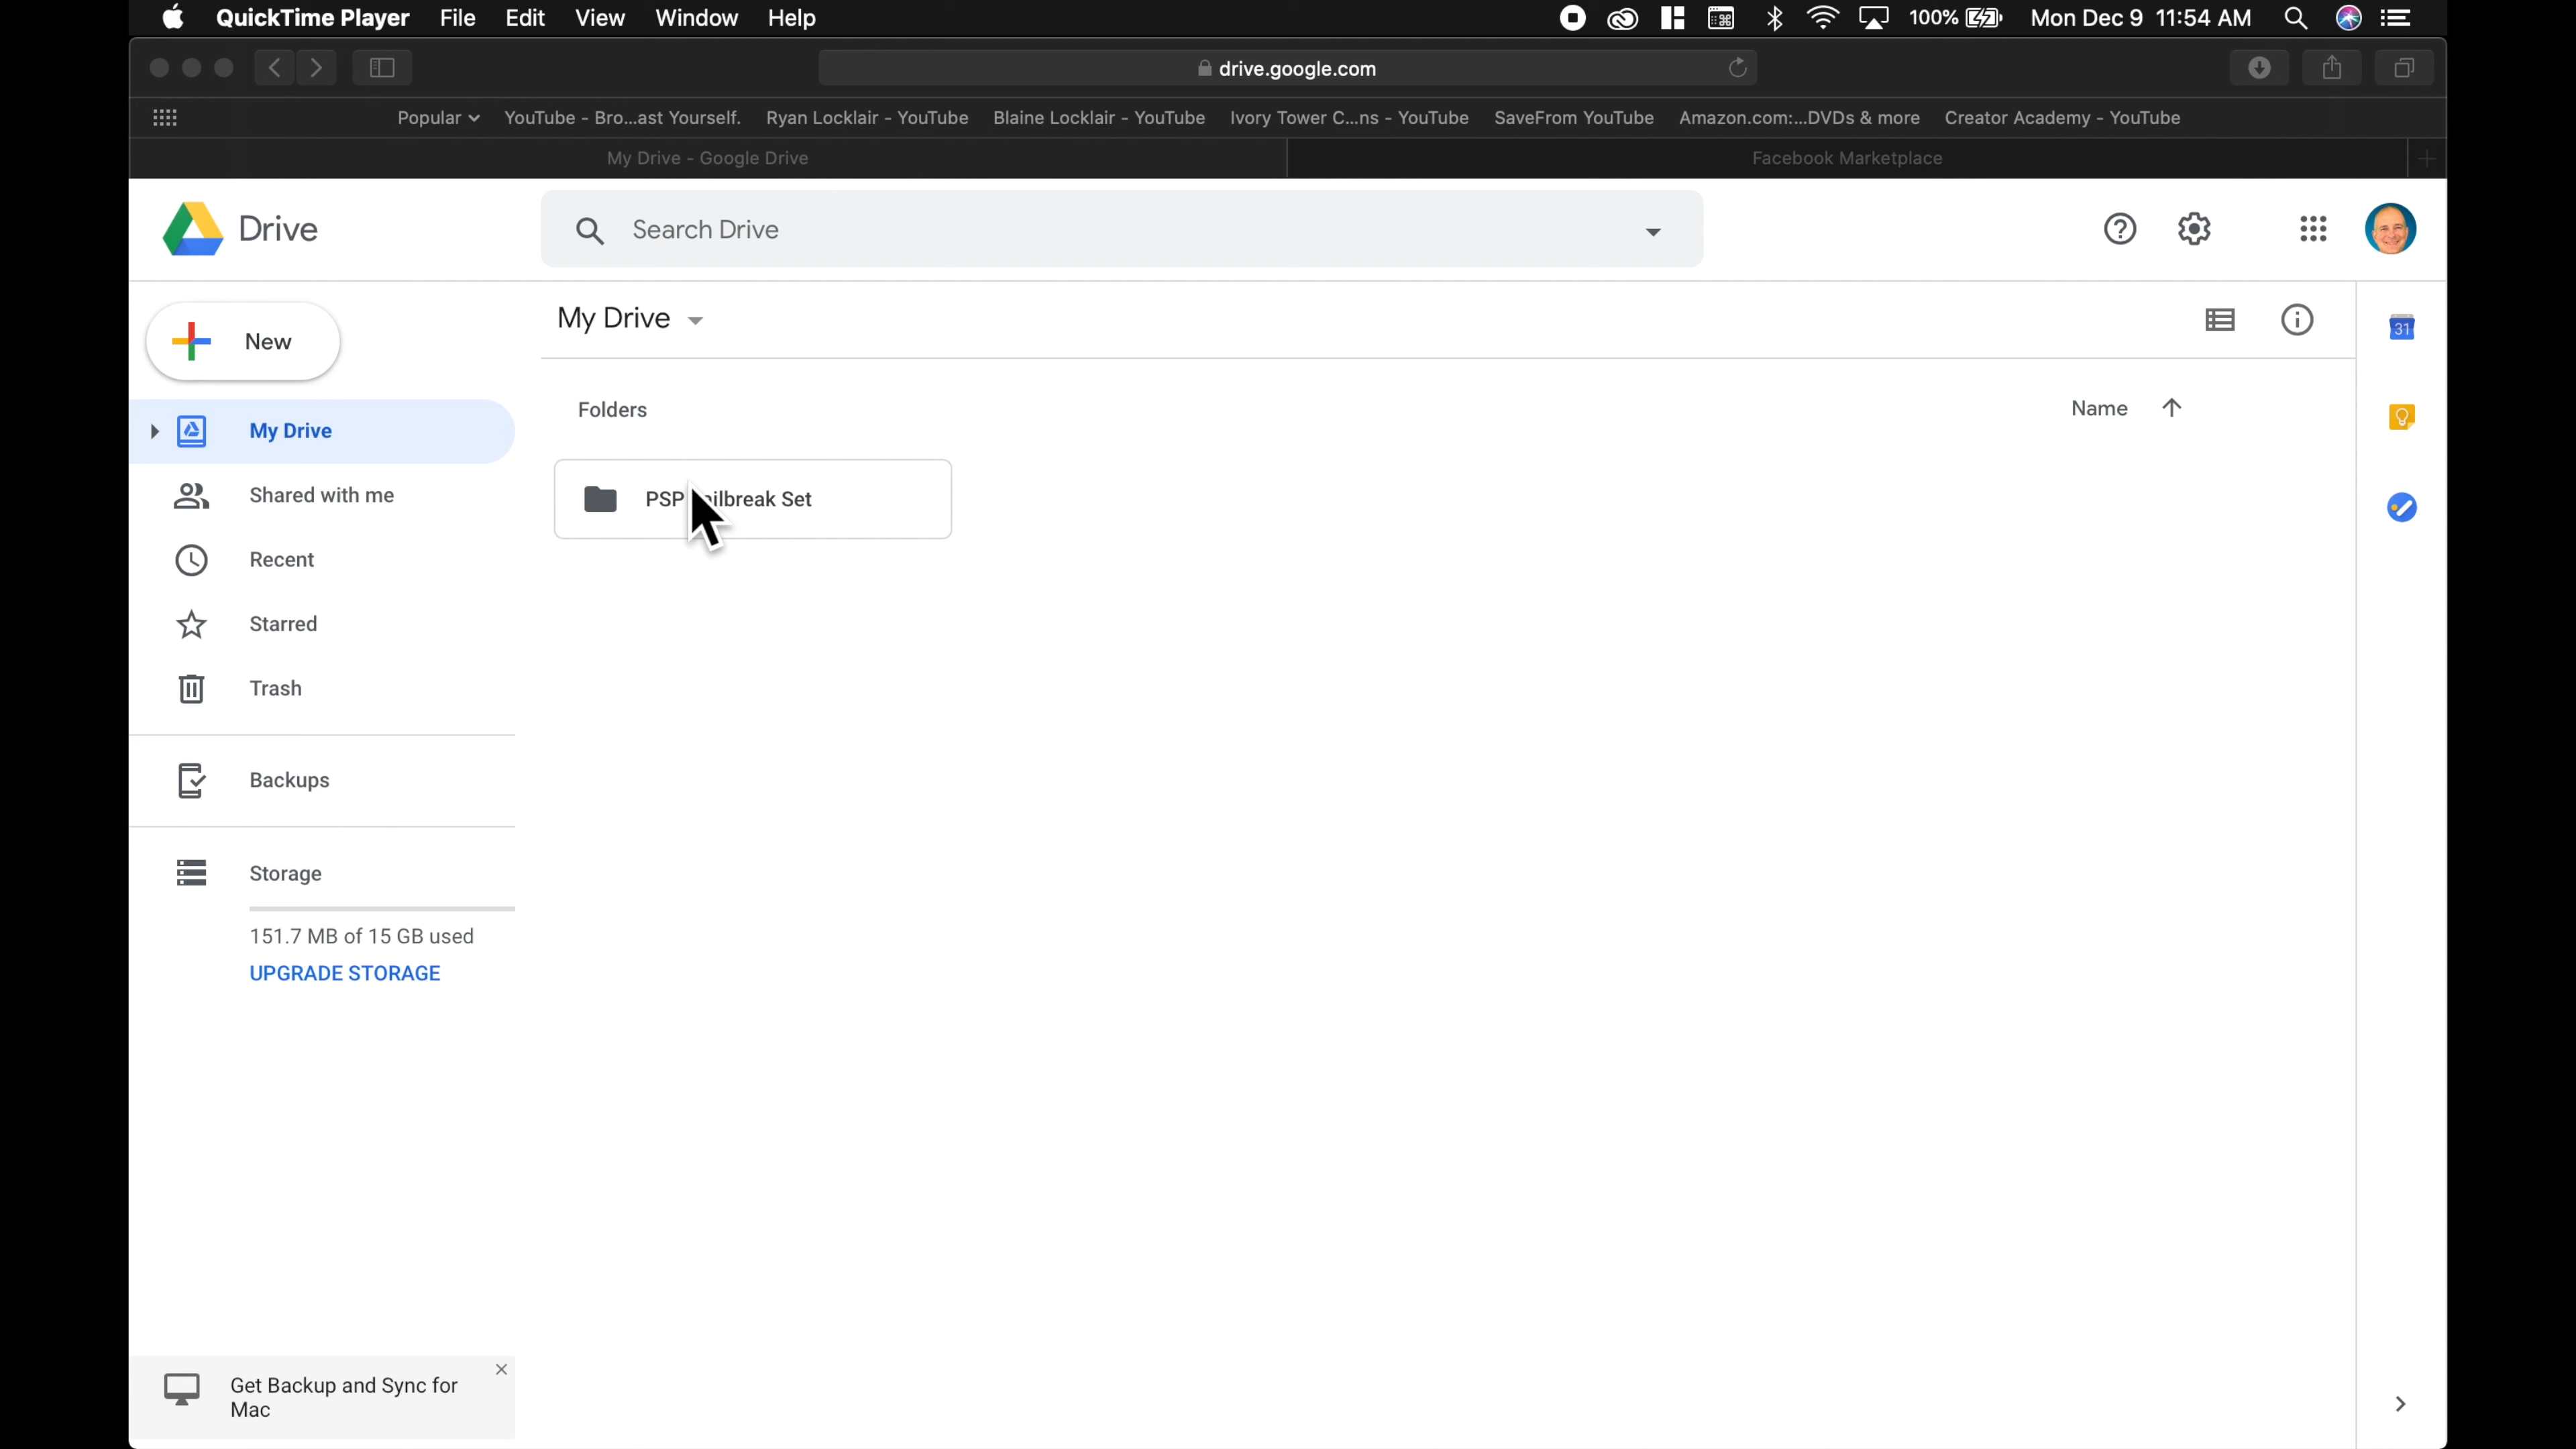 QuickTime Player File Edit View Window Help 100% Mon Dec 9 11:54 AM
drive.google.com
Popular YouTube - Bro...ast Yourself. Ryan Locklair - YouTube Blaine Locklair - YouTube Ivory Tower C...ns - YouTube SaveFrom YouTube Amazon.com:...DVDs & more Creator Academy - YouTube
My Drive - Google Drive Facebook Marketplace
Drive Search Drive
New
My Drive
31
Folders Name
PSP ilbreak Set
My Drive
Shared with me
Recent
Starred
Trash
Backups
Storage
151.7 MB of 15 GB used
UPGRADE STORAGE
Get Backup and Sync for
Mac